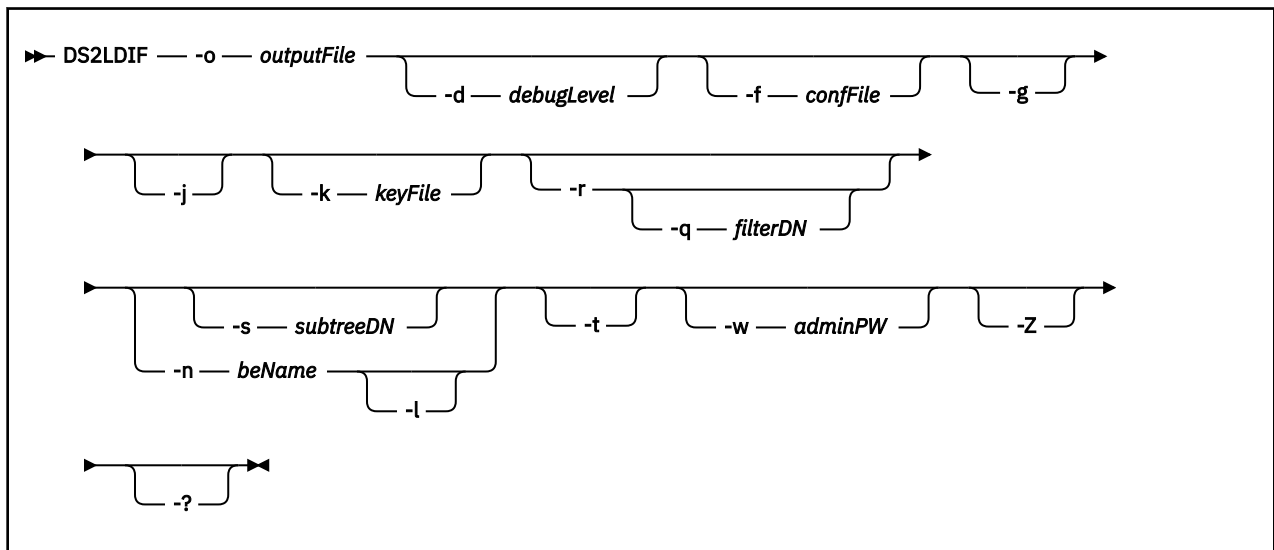 DS2LDIF -o outputFile
-d debugLevel -f confFile -g
-j -k keyFile -r
-q filterDN
-s subtreeDN -t -w adminPW -Z
-n beName
-l
-?